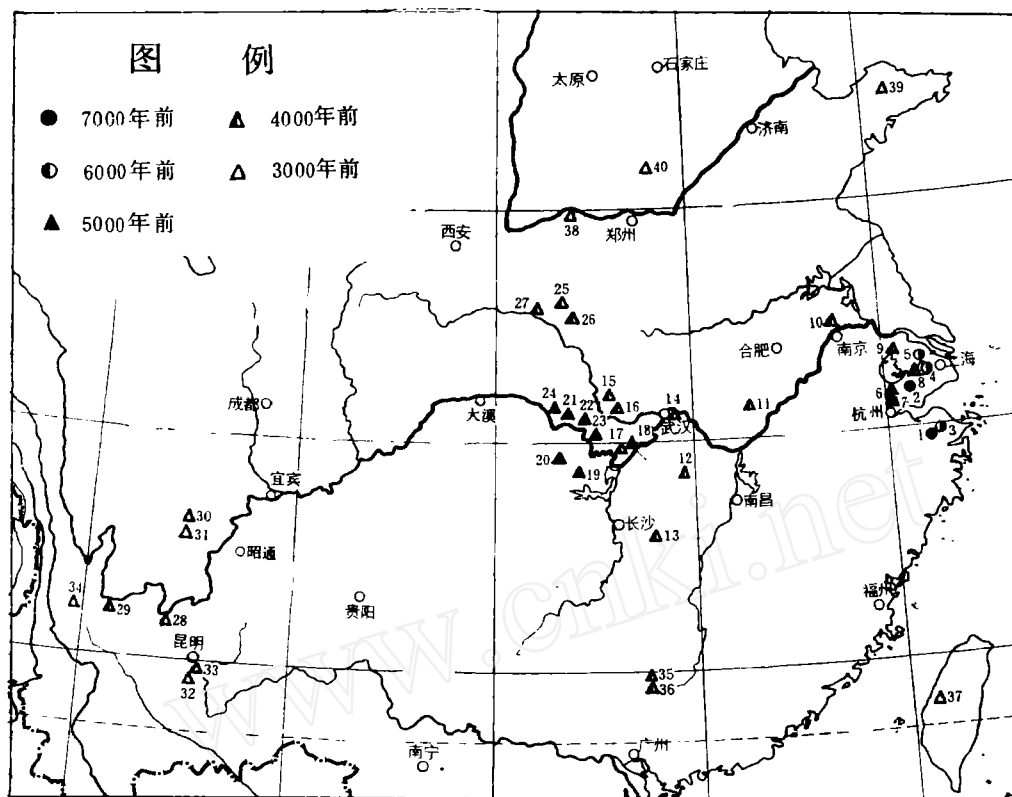 图 例
7000年前
4000年前
6000年前
3000年前
5000年前
太原
石家庄
39
济南
40
38
郑州
西安
25
27
26
10
南京
合肥
9
5
上海
4
8
6
2
7
杭州
3
1
成都
大溪
24
21
22
23
15
16
14
武汉
11
17
18
20
19
12
宜宾
南昌
长沙
13
30
31
昭通
34
29
28
贵阳
福州
昆明
33
32
35
36
37
南宁
广州
www.cnki.net